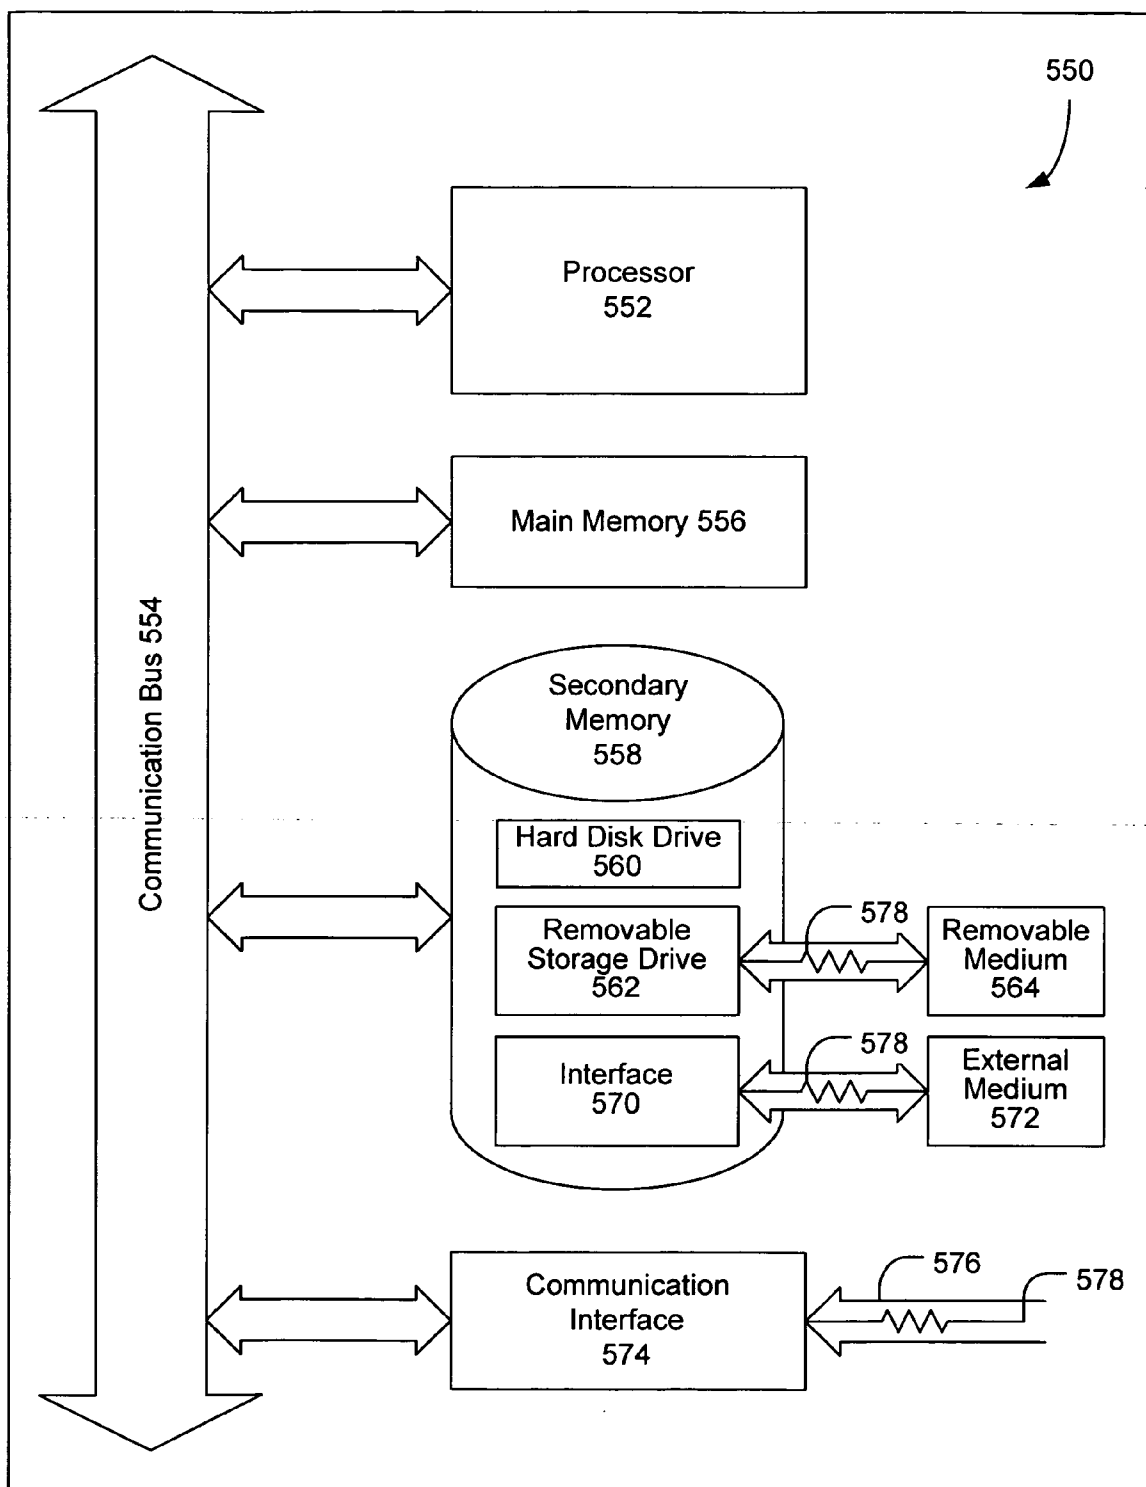 550
Processor
552
Main Memory 556
Communication Bus 554
Secondary
Memory
558
Hard Disk Drive
560
578
Removable
Storage Drive
562
Removable
Medium
564
578
Interface
570
External
Medium
572
576
578
Communication
Interface
574